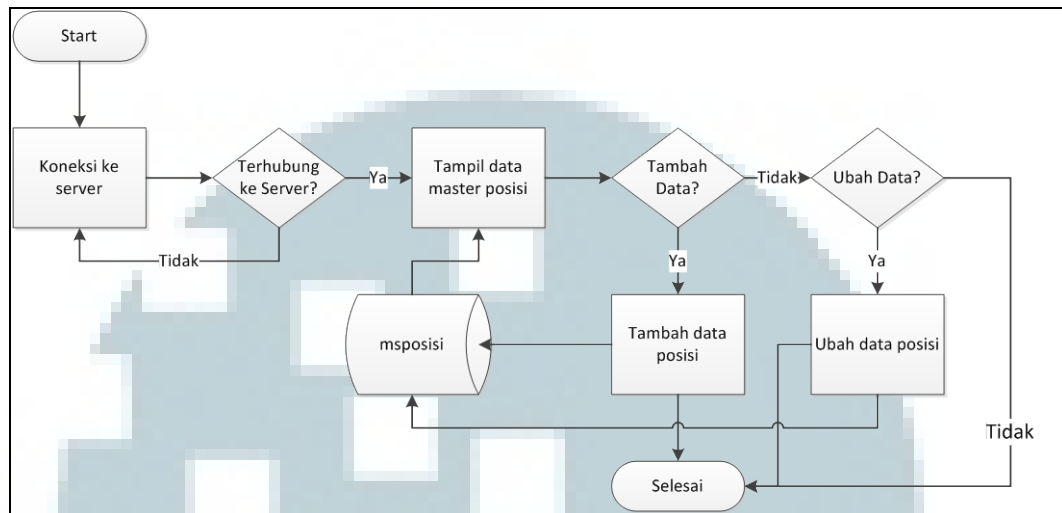 Start
Koneksi ke
server
Terhubung
ke Server?
Ya
Tampil data
master posisi
Tambah
Data?
Tidak
Ubah Data?
Tidak
Ya
Ya
msposisi
Tambah data
posisi
Ubah data posisi
Tidak
Selesai